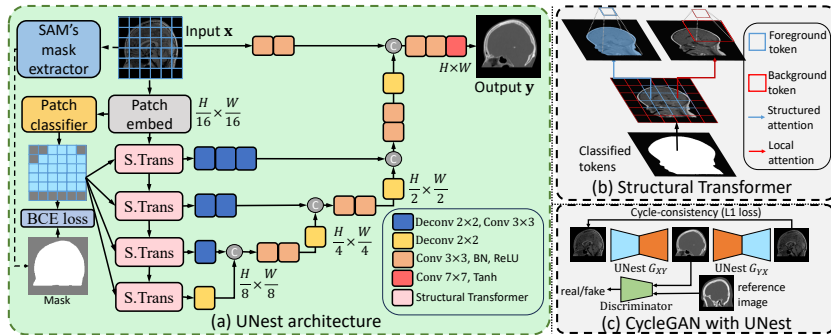 SAM's
mask extractor
Input x
Patch
classifier
Patch
embed
H/16 × W/16
BCE loss
Mask
S.Trans
S.Trans
S.Trans
S.Trans
C
C
C
C
H/8 × W/8
H/4 × W/4
H/2 × W/2
H×W
Output y
Deconv 2×2, Conv 3×3
Deconv 2×2
Conv 3×3, BN, ReLU
Conv 7×7, Tanh
Structural Transformer
(a) UNest architecture
Foreground
token
Background
token
Structured
attention
Local
attention
Classified
tokens
(b) Structural Transformer
Cycle-consistency (L1 loss)
UNest G_XY
UNest G_YX
real/fake
Discriminator
reference
image
(c) CycleGAN with UNest